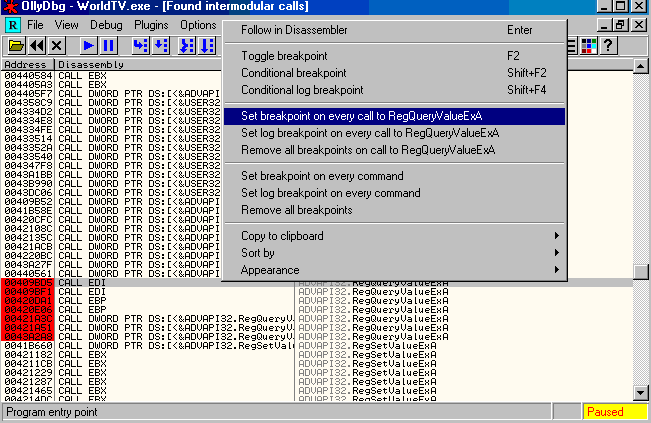 OllyDbg - WorldTV.exe - [Found intermodular calls]
R File View Debug Plugins Options
Address Disassembly
00440584 CALL EBX
004405A3 CALL EBX
004405F7 CALL DWORD PTR DS:[<&ADVAPI
004358C9 CALL DWORD PTR DS:[<&USER32
004334D2 CALL DWORD PTR DS:[<&USER32
004334E8 CALL DWORD PTR DS:[<&USER32
004334FE CALL DWORD PTR DS:[<&USER32
00433514 CALL DWORD PTR DS:[<&USER32
0043352A CALL DWORD PTR DS:[<&USER32
00433540 CALL DWORD PTR DS:[<&USER32
004347F8 CALL DWORD PTR DS:[<&USER32
0043A1BB CALL DWORD PTR DS:[<&USER32
0043B990 CALL DWORD PTR DS:[<&USER32
0043DC06 CALL DWORD PTR DS:[<&USER32
00409B52 CALL DWORD PTR DS:[<&ADVAPI
0041B58E CALL DWORD PTR DS:[<&ADVAPI
00420CFC CALL DWORD PTR DS:[<&ADVAPI
0042108C CALL DWORD PTR DS:[<&ADVAPI
0042135C CALL DWORD PTR DS:[<&ADVAPI
00421ACB CALL DWORD PTR DS:[<&ADVAPI
004220BC CALL DWORD PTR DS:[<&ADVAPI
0043A27F CALL DWORD PTR DS:[<&ADVAPI
00440561 CALL DWORD PTR DS:[<&ADVAPI
CALL EDI ADVAPI32.RegQueryValueExA
CALL EDI ADVAPI32.RegQueryValueExA
CALL EBP ADVAPI32.RegQueryValueExA
CALL EBP ADVAPI32.RegQueryValueExA
CALL DWORD PTR DS:[<&ADVAPI32.RegQueryV ADVAPI32.RegQueryValueExA
CALL DWORD PTR DS:[<&ADVAPI32.RegQueryV ADVAPI32.RegQueryValueExA
CALL DWORD PTR DS:[<&ADVAPI32.RegQueryV ADVAPI32.RegQueryValueExA
0041B660 CALL DWORD PTR DS:[<&ADVAPI32.RegSetVal ADVAPI32.RegSetValueExA
00421182 CALL EBX ADVAPI32.RegSetValueExA
004211CB CALL EBX ADVAPI32.RegSetValueExA
00421229 CALL EBX ADVAPI32.RegSetValueExA
00421287 CALL EBX ADVAPI32.RegSetValueExA
00421465 CALL EBX ADVAPI32.RegSetValueExA
004214DC CALL EBX ADVAPI32.RegSetValueExA
Follow in Disassembler Enter
Toggle breakpoint F2
Conditional breakpoint Shift+F2
Conditional log breakpoint Shift+F4
Set breakpoint on every call to RegQueryValueExA
Set log breakpoint on every call to RegQueryValueExA
Remove all breakpoints on call to RegQueryValueExA
Set breakpoint on every command
Set log breakpoint on every command
Remove all breakpoints
Copy to clipboard
Sort by
Appearance
Program entry point Paused